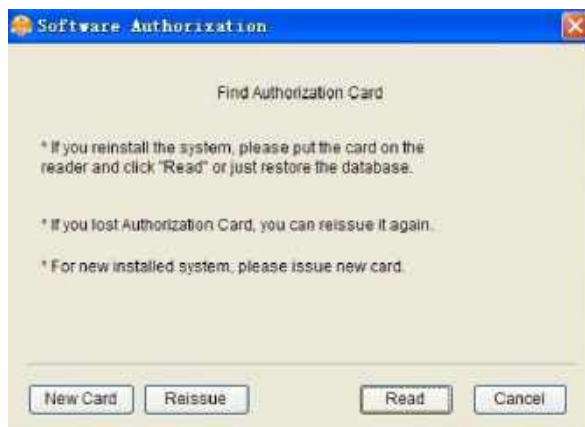 Software Authorization
Find Authorization Card
* If you reinstall the system, please put the card on the
reader and click "Read" or just restore the database.
* If you lost Authorization Card, you can reissue it again.
* For new installed system, please issue new card.
New Card Reissue Read Cancel